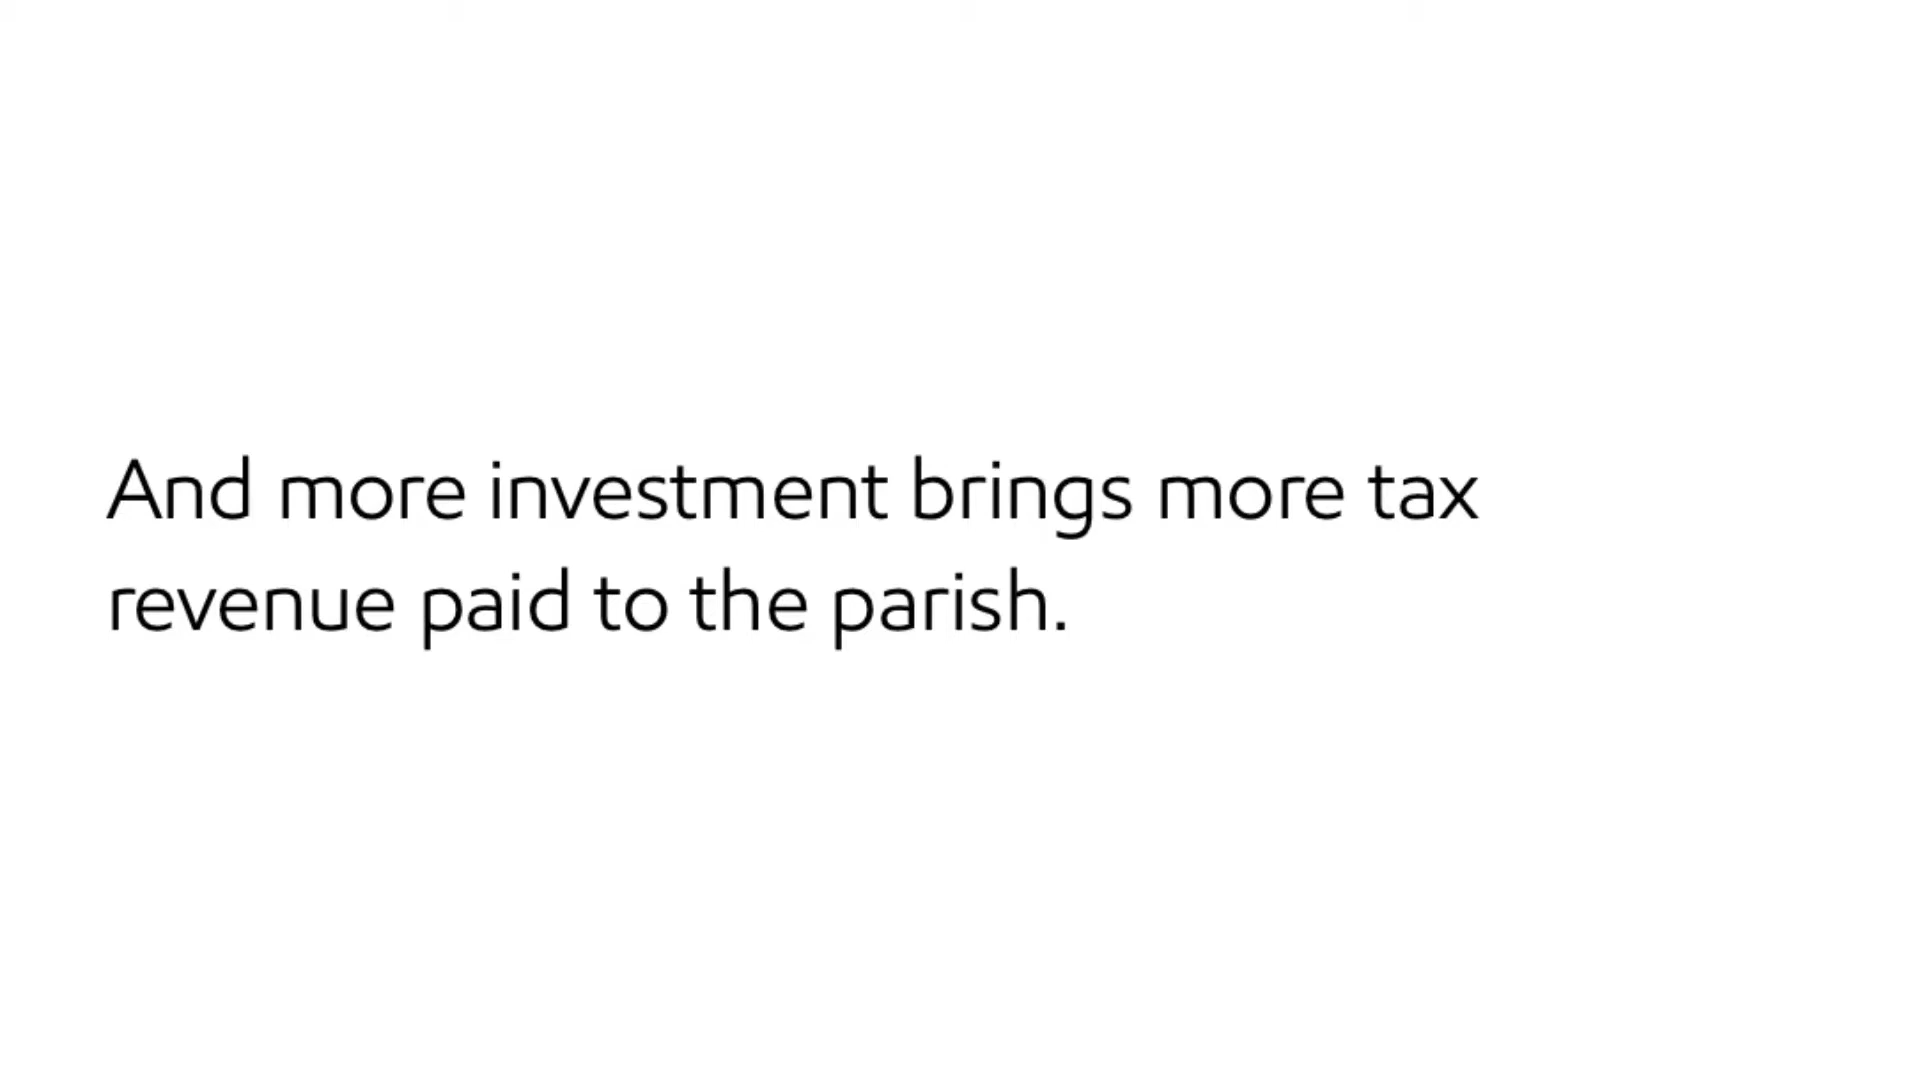 And more investment brings more tax
revenue paid to the parish.